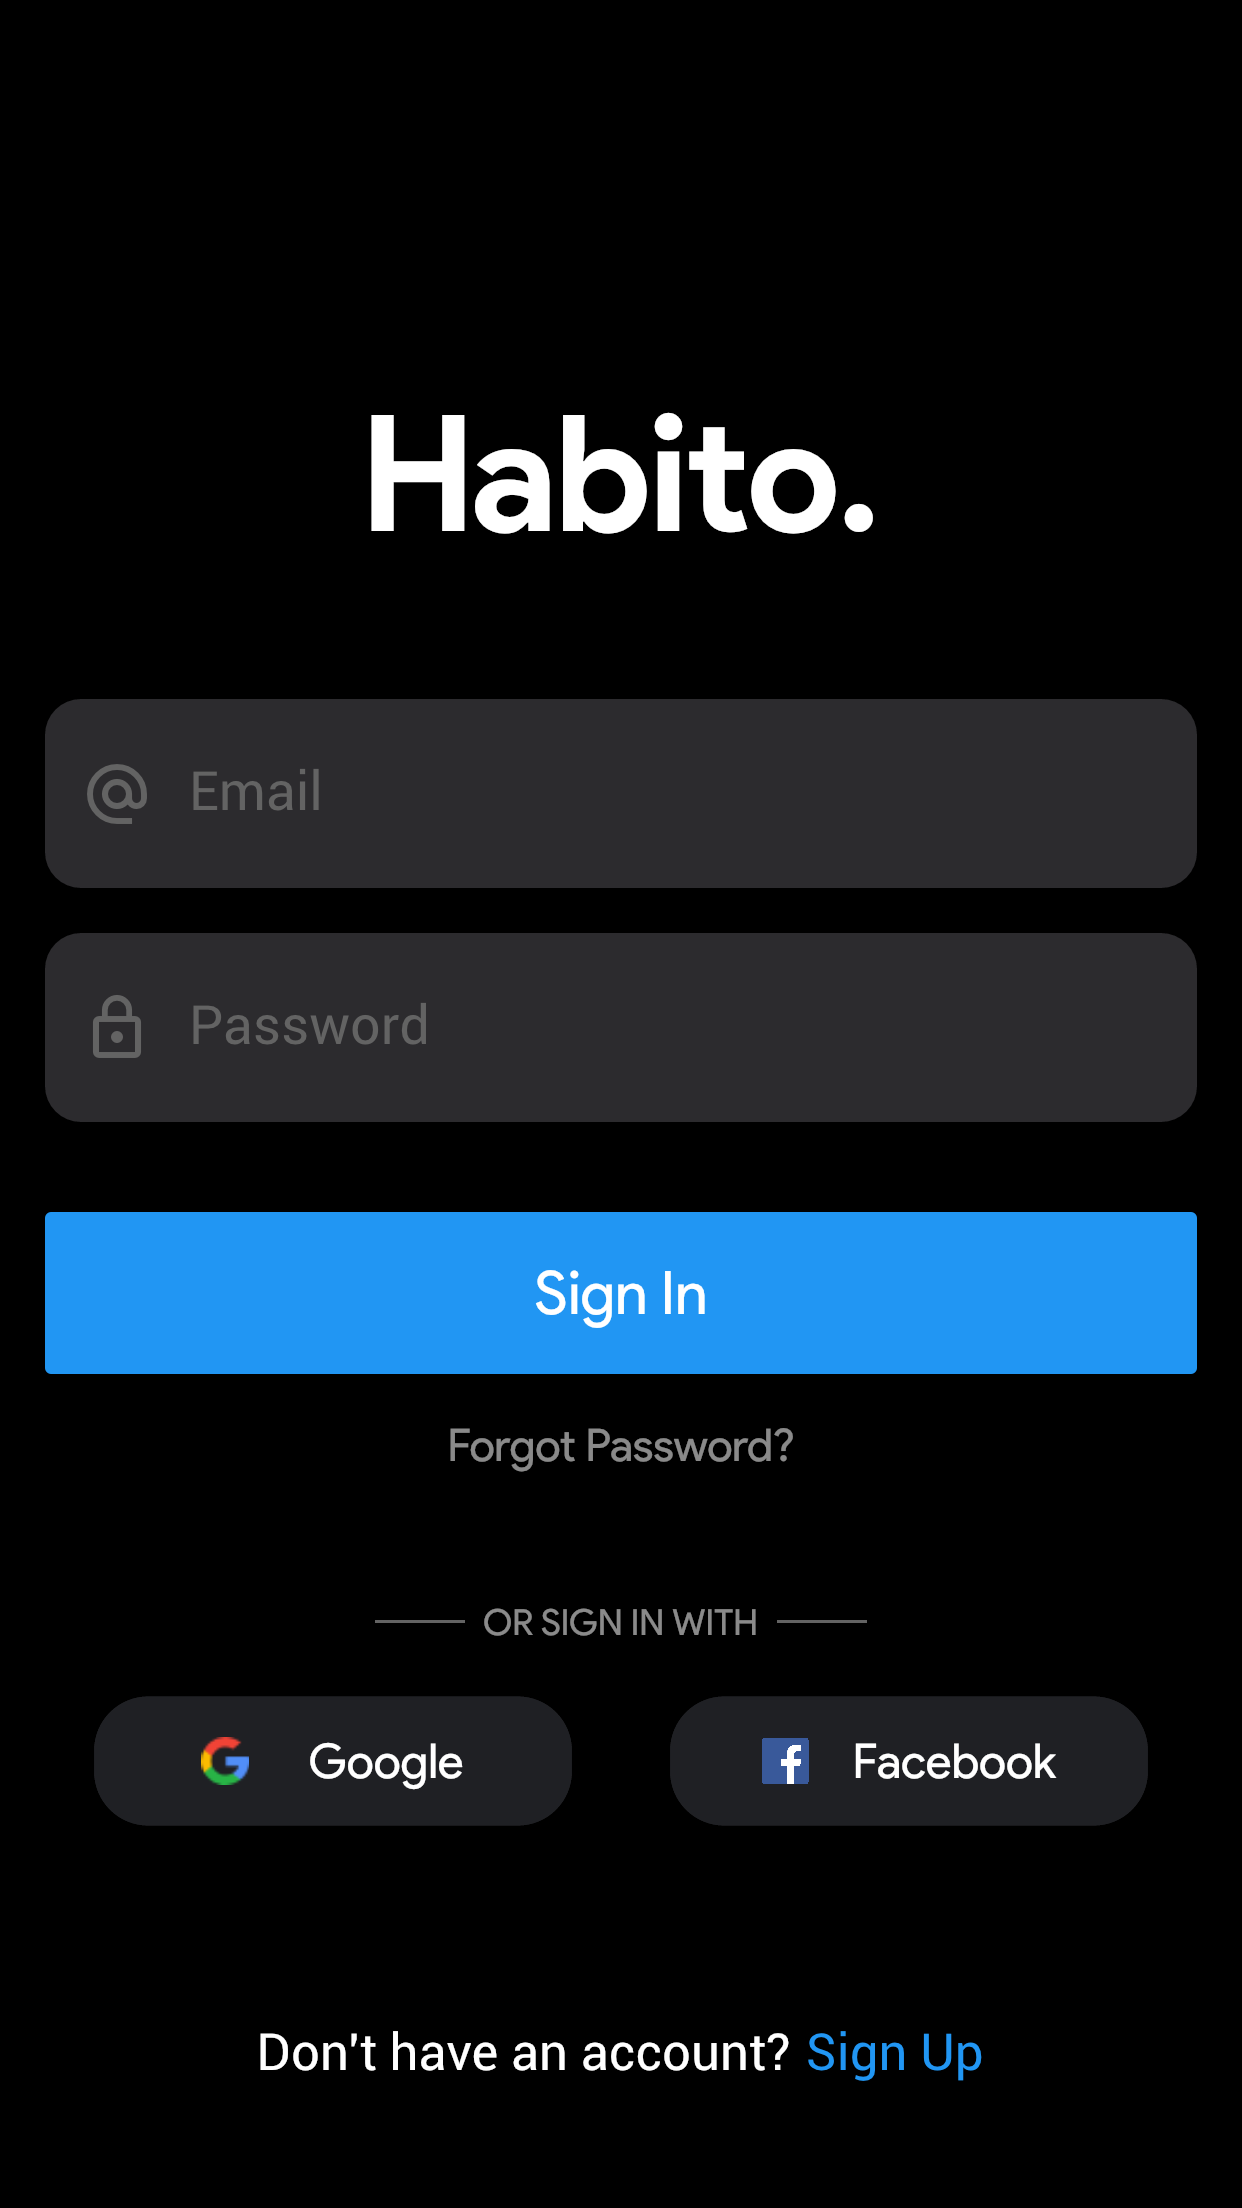 Habito.
Email
Password
Sign In
Forgot Password?
OR SIGN IN WITH
Google
Facebook
Don't have an account? Sign Up